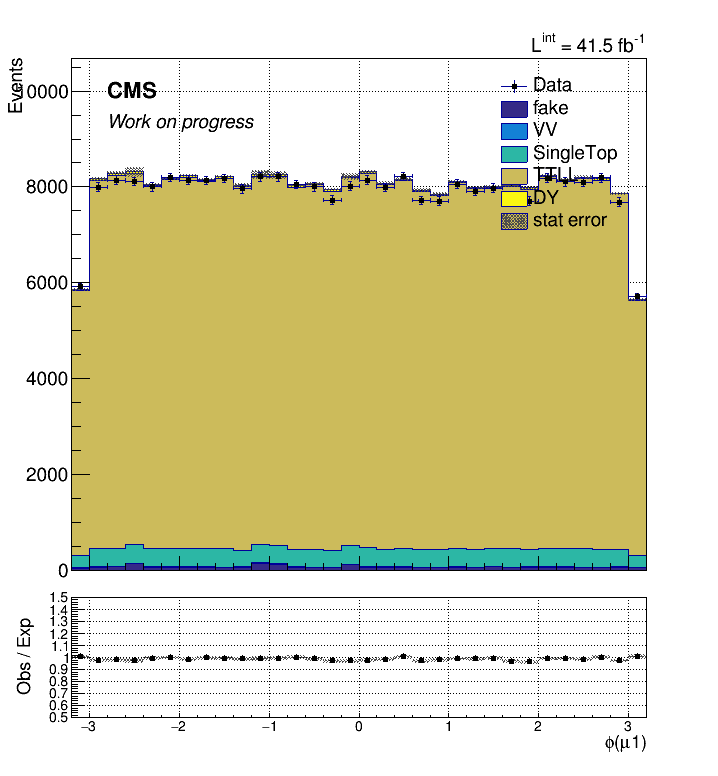 L^int = 41.5 fb^-1
Events
CMS
Work on progress
Data
fake
VV
SingleTop
TTLL
DY
stat error
10000
8000
6000
4000
2000
0
Obs / Exp
1.5
1.4
1.3
1.2
1.1
1
0.9
0.8
0.7
0.6
0.5
−3 −2 −1 0 1 2 3
ϕ(μ1)